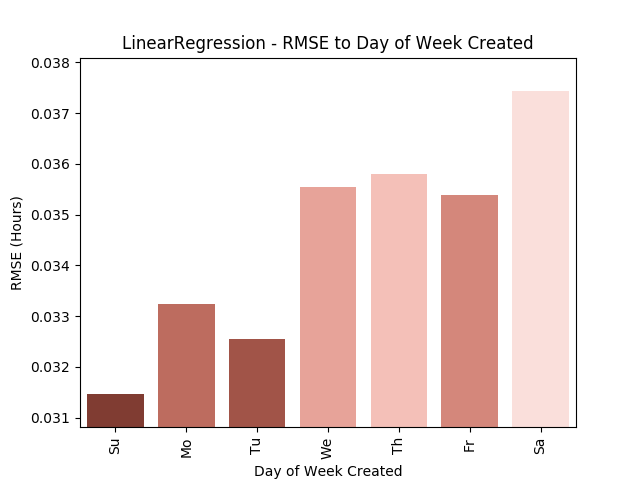 LinearRegression - RMSE to Day of Week Created
0.038
0.037
0.036
0.035
0.034
0.033
0.032
0.031
RMSE (Hours)
Su
Mo
Tu
We
Th
Fr
Sa
Day of Week Created